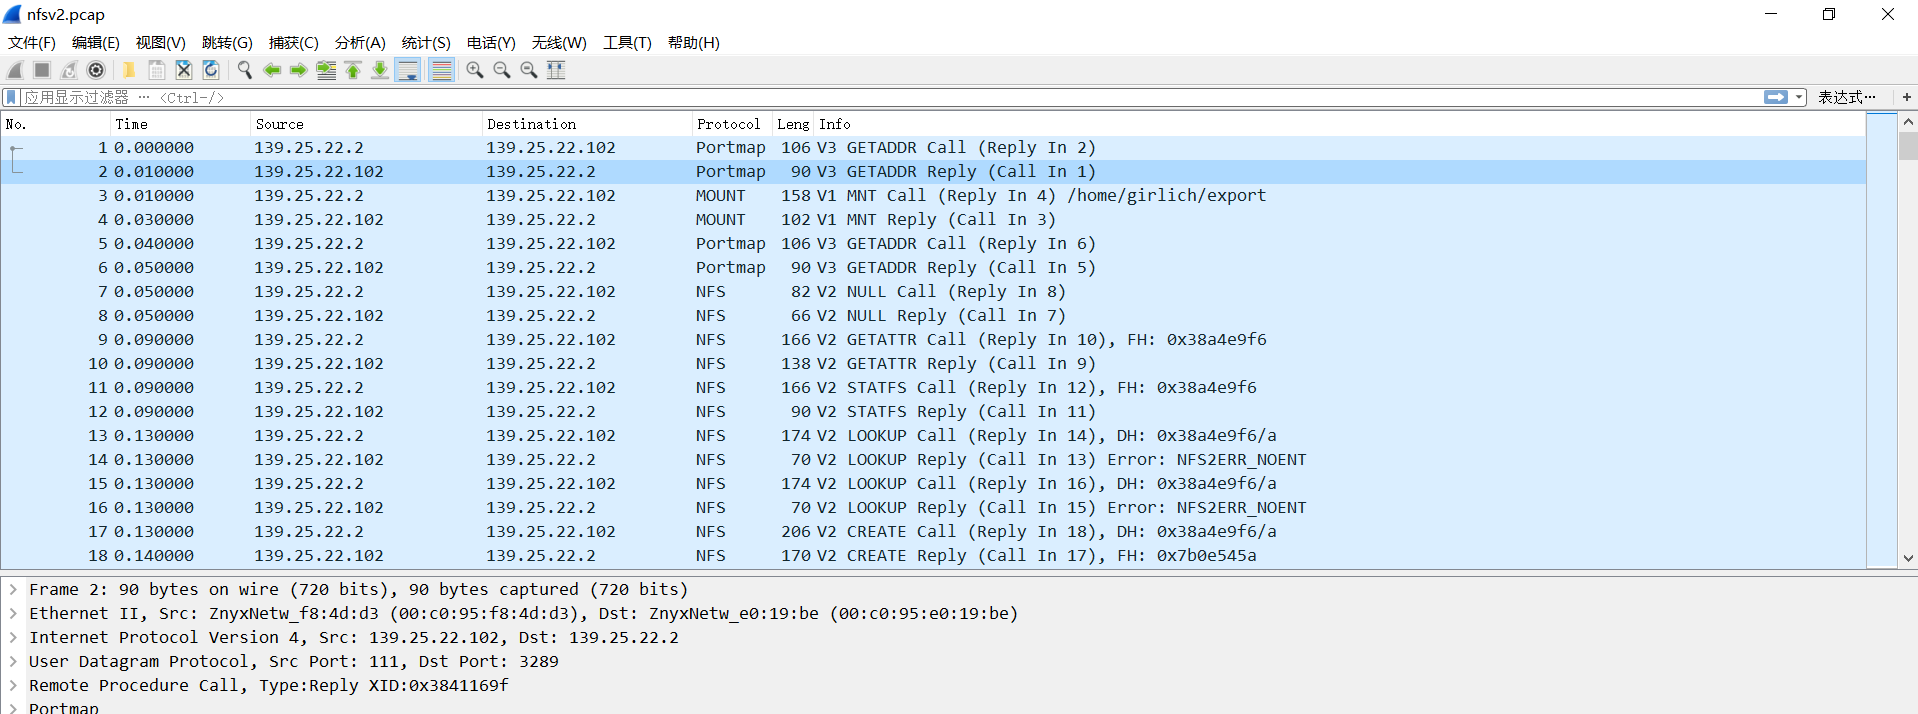 nfsv2.pcap
文件(F) 编辑(E) 视图(V) 跳转(G) 捕获(C) 分析(A) 统计(S) 电话(Y) 无线(W) 工具(T) 帮助(H)
应用显示过滤器 … <Ctrl-/> 表达式… +
No. Time Source Destination Protocol Leng Info
1 0.000000 139.25.22.2 139.25.22.102 Portmap 106 V3 GETADDR Call (Reply In 2)
2 0.010000 139.25.22.102 139.25.22.2 Portmap 90 V3 GETADDR Reply (Call In 1)
3 0.010000 139.25.22.2 139.25.22.102 MOUNT 158 V1 MNT Call (Reply In 4) /home/girlich/export
4 0.030000 139.25.22.102 139.25.22.2 MOUNT 102 V1 MNT Reply (Call In 3)
5 0.040000 139.25.22.2 139.25.22.102 Portmap 106 V3 GETADDR Call (Reply In 6)
6 0.050000 139.25.22.102 139.25.22.2 Portmap 90 V3 GETADDR Reply (Call In 5)
7 0.050000 139.25.22.2 139.25.22.102 NFS 82 V2 NULL Call (Reply In 8)
8 0.050000 139.25.22.102 139.25.22.2 NFS 66 V2 NULL Reply (Call In 7)
9 0.090000 139.25.22.2 139.25.22.102 NFS 166 V2 GETATTR Call (Reply In 10), FH: 0x38a4e9f6
10 0.090000 139.25.22.102 139.25.22.2 NFS 138 V2 GETATTR Reply (Call In 9)
11 0.090000 139.25.22.2 139.25.22.102 NFS 166 V2 STATFS Call (Reply In 12), FH: 0x38a4e9f6
12 0.090000 139.25.22.102 139.25.22.2 NFS 90 V2 STATFS Reply (Call In 11)
13 0.130000 139.25.22.2 139.25.22.102 NFS 174 V2 LOOKUP Call (Reply In 14), DH: 0x38a4e9f6/a
14 0.130000 139.25.22.102 139.25.22.2 NFS 70 V2 LOOKUP Reply (Call In 13) Error: NFS2ERR_NOENT
15 0.130000 139.25.22.2 139.25.22.102 NFS 174 V2 LOOKUP Call (Reply In 16), DH: 0x38a4e9f6/a
16 0.130000 139.25.22.102 139.25.22.2 NFS 70 V2 LOOKUP Reply (Call In 15) Error: NFS2ERR_NOENT
17 0.130000 139.25.22.2 139.25.22.102 NFS 206 V2 CREATE Call (Reply In 18), DH: 0x38a4e9f6/a
18 0.140000 139.25.22.102 139.25.22.2 NFS 170 V2 CREATE Reply (Call In 17), FH: 0x7b0e545a
Frame 2: 90 bytes on wire (720 bits), 90 bytes captured (720 bits)
Ethernet II, Src: ZnyxNetw_f8:4d:d3 (00:c0:95:f8:4d:d3), Dst: ZnyxNetw_e0:19:be (00:c0:95:e0:19:be)
Internet Protocol Version 4, Src: 139.25.22.102, Dst: 139.25.22.2
User Datagram Protocol, Src Port: 111, Dst Port: 3289
Remote Procedure Call, Type:Reply XID:0x3841169f
Portmap